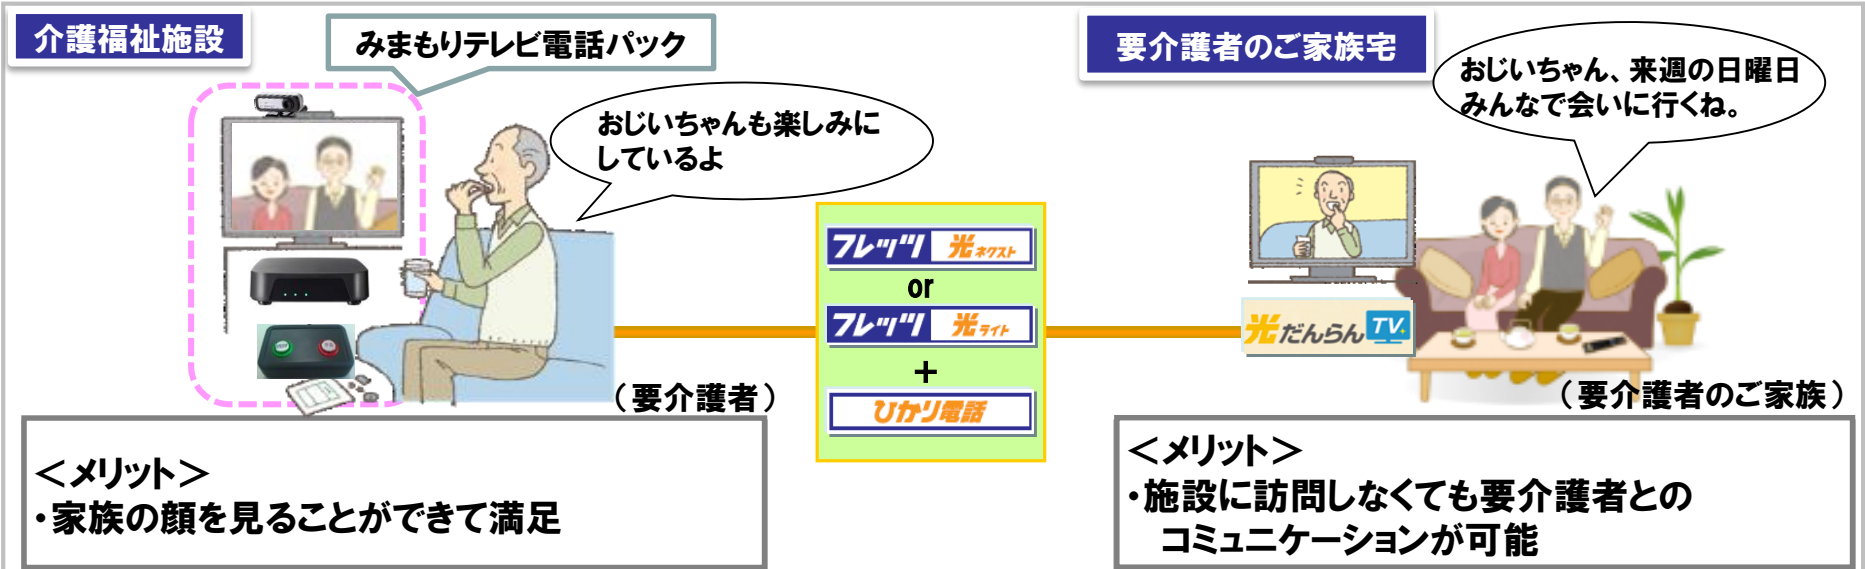 介護福祉施設
みまもりテレビ電話パック
要介護者のご家族宅
おじいちゃんも楽しみに
しているよ
おじいちゃん、来週の日曜日
みんなで会いに行くね。
フレッツ 光ネクスト
or
フレッツ 光ライト
+
ひかり電話
光だんらんTV
（要介護者）
（要介護者のご家族）
＜メリット＞
・家族の顔を見ることができて満足
＜メリット＞
・施設に訪問しなくても要介護者との
コミュニケーションが可能